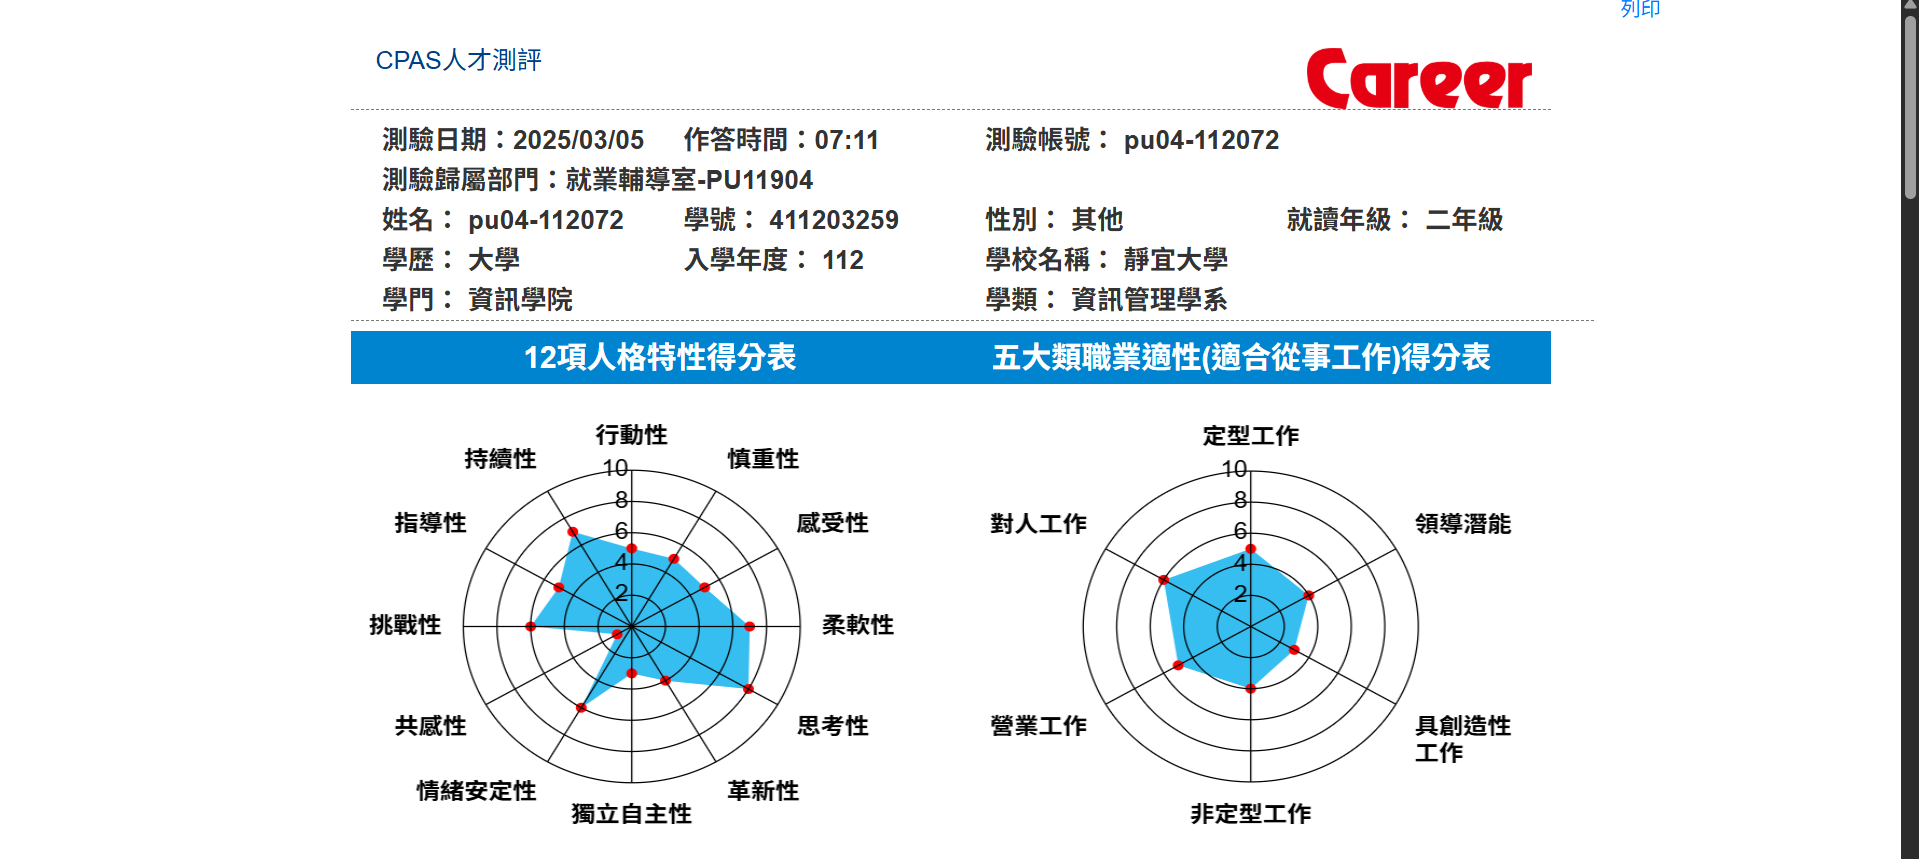 列印
CPAS人才測評
Career
測驗日期：2025/03/05 作答時間：07:11 測驗帳號： pu04-112072
測驗歸屬部門：就業輔導室-PU11904
姓名： pu04-112072 學號： 411203259 性別： 其他 就讀年級： 二年級
學歷： 大學 入學年度： 112 學校名稱： 靜宜大學
學門： 資訊學院 學類： 資訊管理學系
12項人格特性得分表 五大類職業適性(適合從事工作)得分表
行動性
慎重性
感受性
柔軟性
思考性
革新性
獨立自主性
情緒安定性
共感性
挑戰性
指導性
持續性
10
8
6
4
2
定型工作
領導潛能
具創造性
工作
非定型工作
營業工作
對人工作
10
8
6
4
2